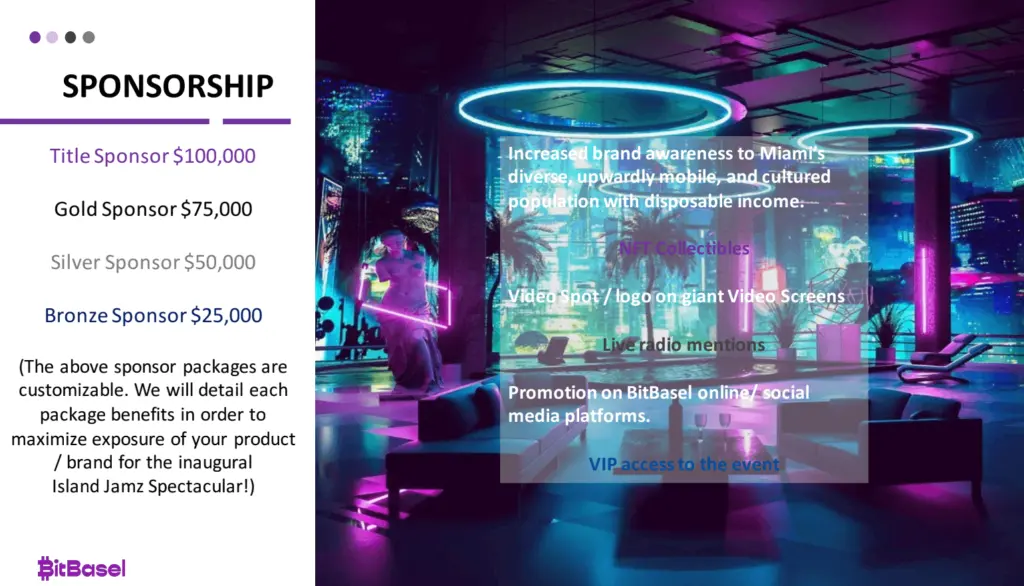 SPONSORSHIP
Title Sponsor $100,000
Gold Sponsor $75,000
Silver Sponsor $50,000
Bronze Sponsor $25,000
(The above sponsor packages are
customizable. We will detail each
package benefits in order to
maximize exposure of your product
/ brand for the inaugural
Island Jamz Spectacular!)
BitBasel
Increased brand awareness to Miami's
diverse, upwardly mobile, and cultured
population with disposable income.
NFT Collectibles
Video Spot / logo on giant Video Screens
Live radio mentions
Promotion on BitBasel online/ social
media platforms.
VIP access to the event